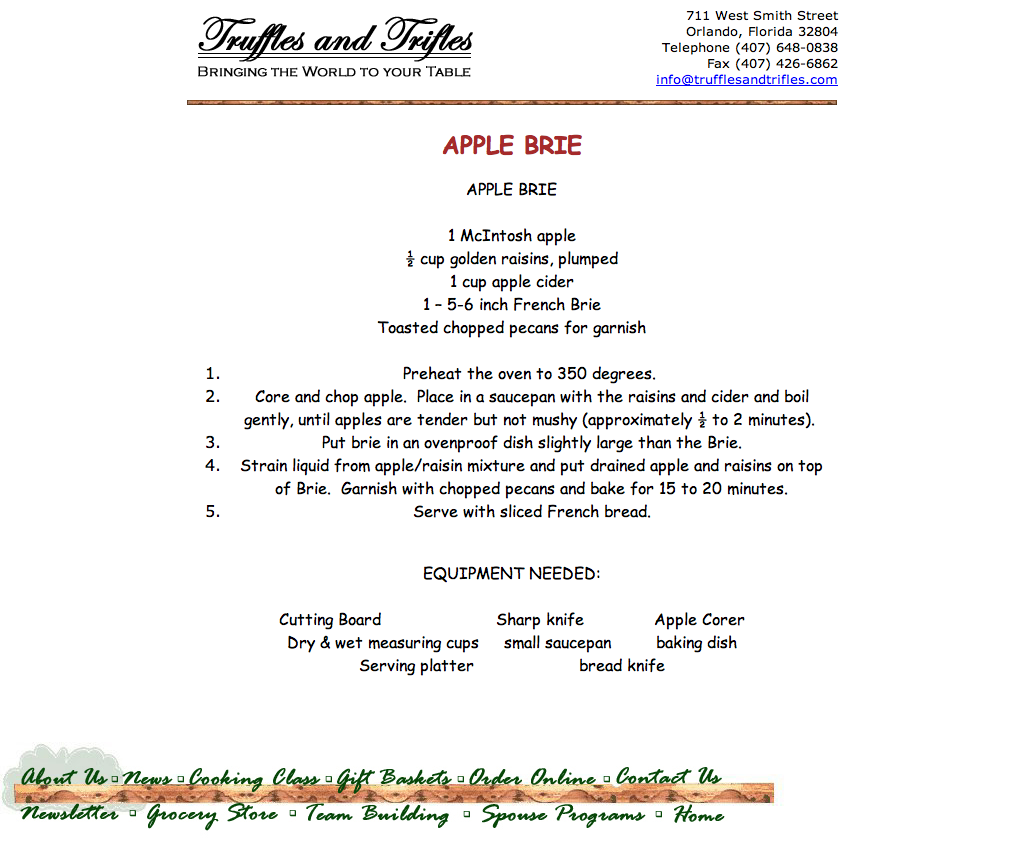 Truffles and Trifles
BRINGING THE WORLD TO YOUR TABLE
711 West Smith Street
Orlando, Florida 32804
Telephone (407) 648-0838
Fax (407) 426-6862
info@trufflesandtrifles.com
APPLE BRIE
APPLE BRIE
1 McIntosh apple
½ cup golden raisins, plumped
1 cup apple cider
1 – 5-6 inch French Brie
Toasted chopped pecans for garnish
1. Preheat the oven to 350 degrees.
2. Core and chop apple. Place in a saucepan with the raisins and cider and boil
gently, until apples are tender but not mushy (approximately ½ to 2 minutes).
3. Put brie in an ovenproof dish slightly large than the Brie.
4. Strain liquid from apple/raisin mixture and put drained apple and raisins on top
of Brie. Garnish with chopped pecans and bake for 15 to 20 minutes.
5. Serve with sliced French bread.
EQUIPMENT NEEDED:
Cutting Board Sharp knife Apple Corer
Dry & wet measuring cups small saucepan baking dish
Serving platter bread knife
About Us ▫ News ▫ Cooking Class ▫ Gift Baskets ▫ Order Online ▫ Contact Us
Newsletter ▫ Grocery Store ▫ Team Building ▫ Spouse Programs ▫ Home